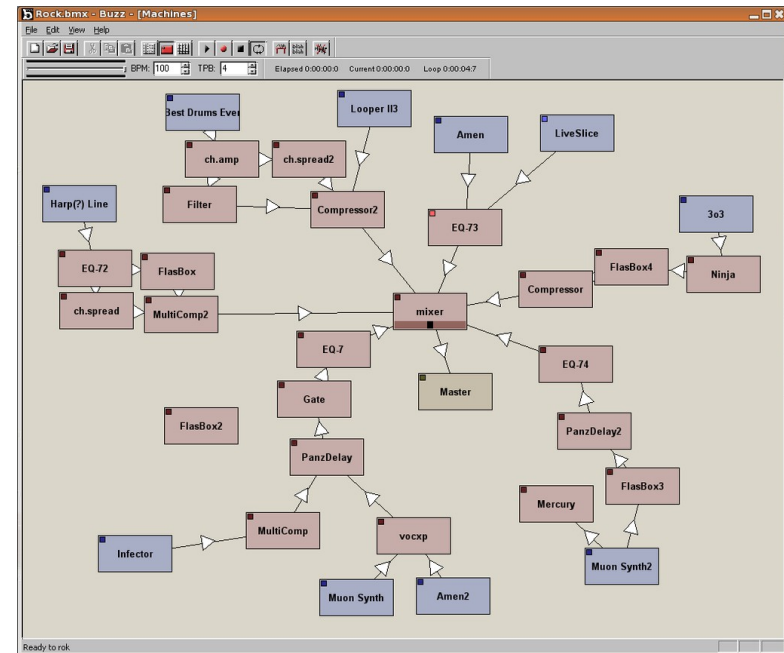 Rock.bmx - Buzz - [Machines]
File Edit View Help
BPM: 100 TPB: 4 Elapsed 0:00:00:0 Current 0:00:00:0 Loop 0:00:04:7
Best Drums Ever
Looper II3
Amen
LiveSlice
ch.amp
ch.spread2
Harp(?) Line
Filter
Compressor2
EQ-73
3o3
EQ-72
FlasBox
FlasBox4
Ninja
Compressor
ch.spread
MultiComp2
mixer
EQ-7
EQ-74
Gate
Master
FlasBox2
PanzDelay
PanzDelay2
FlasBox3
Mercury
MultiComp
vocxp
Infector
Muon Synth2
Muon Synth
Amen2
Ready to rok